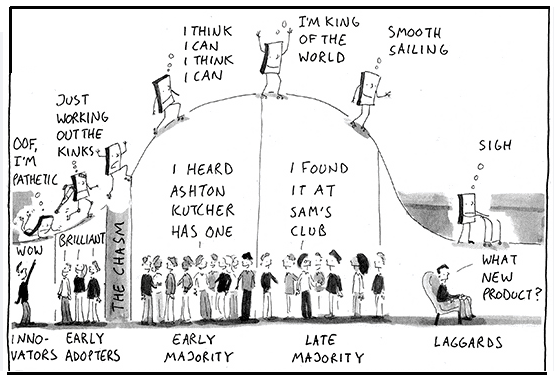 OOF,
I'M
PATHETIC
JUST
WORKING
OUT THE
KINKS
I THINK
I CAN
I THINK
I CAN
I'M KING
OF THE
WORLD
SMOOTH
SAILING
SIGH
WOW
BRILLIANT
THE CHASM
I HEARD
ASHTON
KUTCHER
HAS ONE
I FOUND
IT AT
SAM'S
CLUB
WHAT
NEW
PRODUCT?
INNO-
VATORS
EARLY
ADOPTERS
EARLY
MAJORITY
LATE
MAJORITY
LAGGARDS